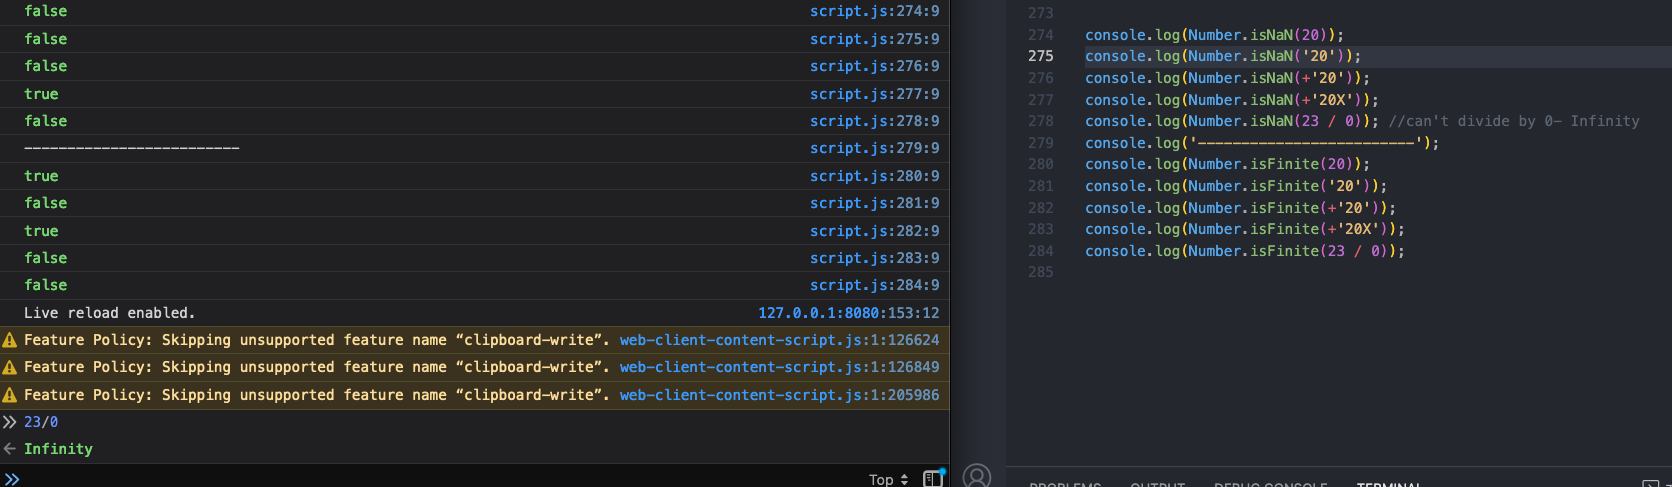 false script.js:274:9
false script.js:275:9
false script.js:276:9
true script.js:277:9
false script.js:278:9
------------------------- script.js:279:9
true script.js:280:9
false script.js:281:9
true script.js:282:9
false script.js:283:9
false script.js:284:9
Live reload enabled. 127.0.0.1:8080:153:12
Feature Policy: Skipping unsupported feature name “clipboard-write”. web-client-content-script.js:1:126624
Feature Policy: Skipping unsupported feature name “clipboard-write”. web-client-content-script.js:1:126849
Feature Policy: Skipping unsupported feature name “clipboard-write”. web-client-content-script.js:1:205986
23/0
Infinity
Top
273
274 console.log(Number.isNaN(20));
275 console.log(Number.isNaN('20'));
276 console.log(Number.isNaN(+'20'));
277 console.log(Number.isNaN(+'20X'));
278 console.log(Number.isNaN(23 / 0)); //can't divide by 0- Infinity
279 console.log('-------------------------');
280 console.log(Number.isFinite(20));
281 console.log(Number.isFinite('20'));
282 console.log(Number.isFinite(+'20'));
283 console.log(Number.isFinite(+'20X'));
284 console.log(Number.isFinite(23 / 0));
285
PROBLEMS OUTPUT DEBUG CONSOLE TERMINAL